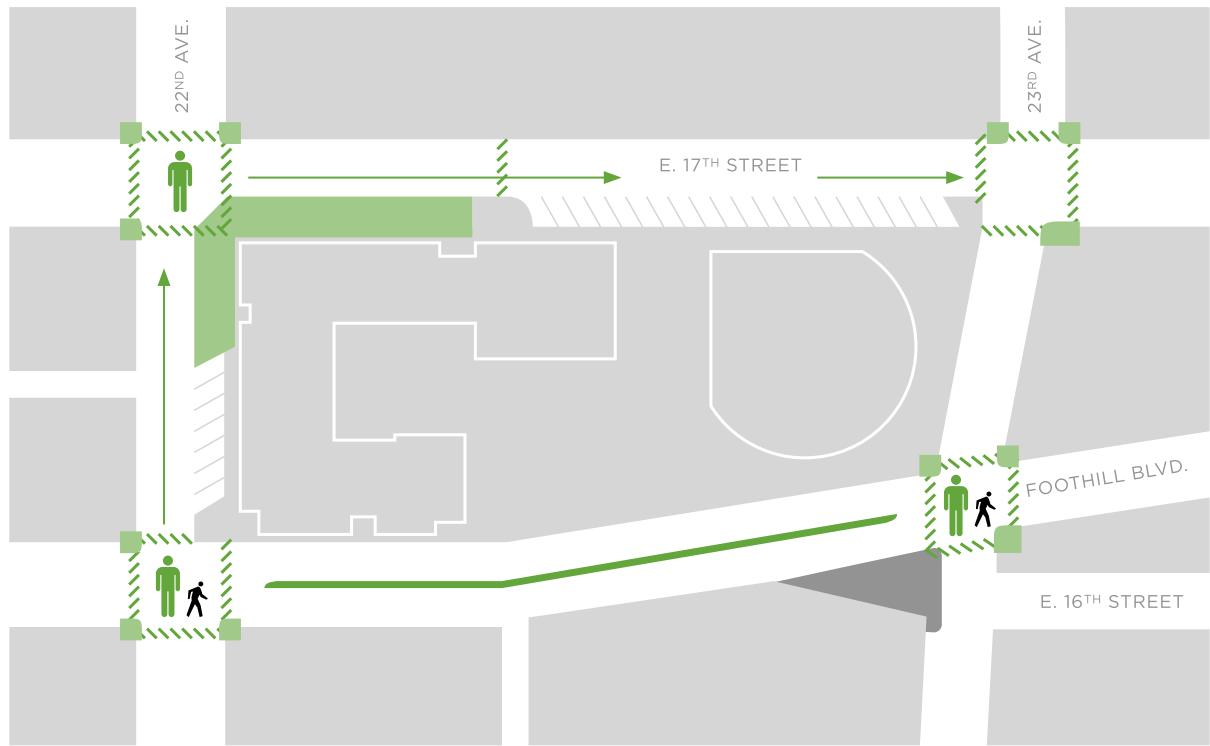 22ND AVE.
23RD AVE.
E. 17TH STREET
FOOTHILL BLVD.
E. 16TH STREET